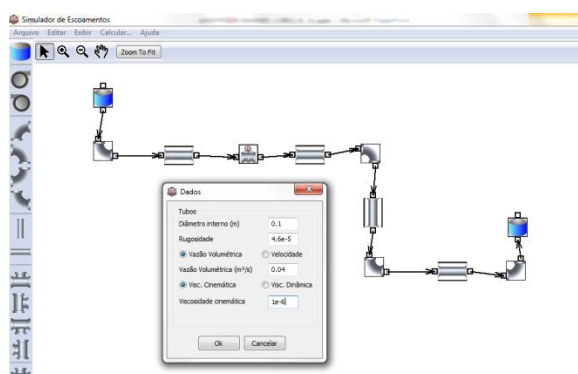 Simulador de Escoamentos
Arquivo Editar Exibir Calcular... Ajuda
Zoom To Fit
Dados
Tubos
Diâmetro interno (m) 0.1
Rugosidade 4.6e-5
Vazão Volumétrica Velocidade
Vazão Volumétrica (m³/s) 0.04
Visc. Cinemática Visc. Dinâmica
Viscosidade cinemática 1e-6
Ok Cancelar